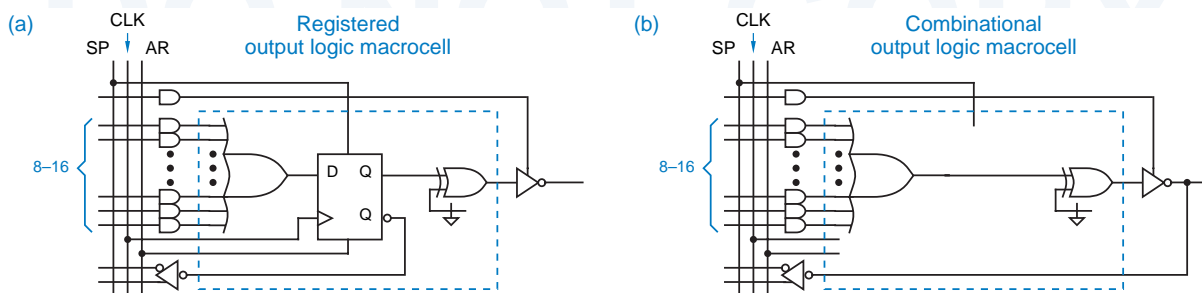 (a)
CLK
SP
AR
Registered
output logic macrocell
8–16
D Q
Q
(b)
CLK
SP
AR
Combinational
output logic macrocell
8–16